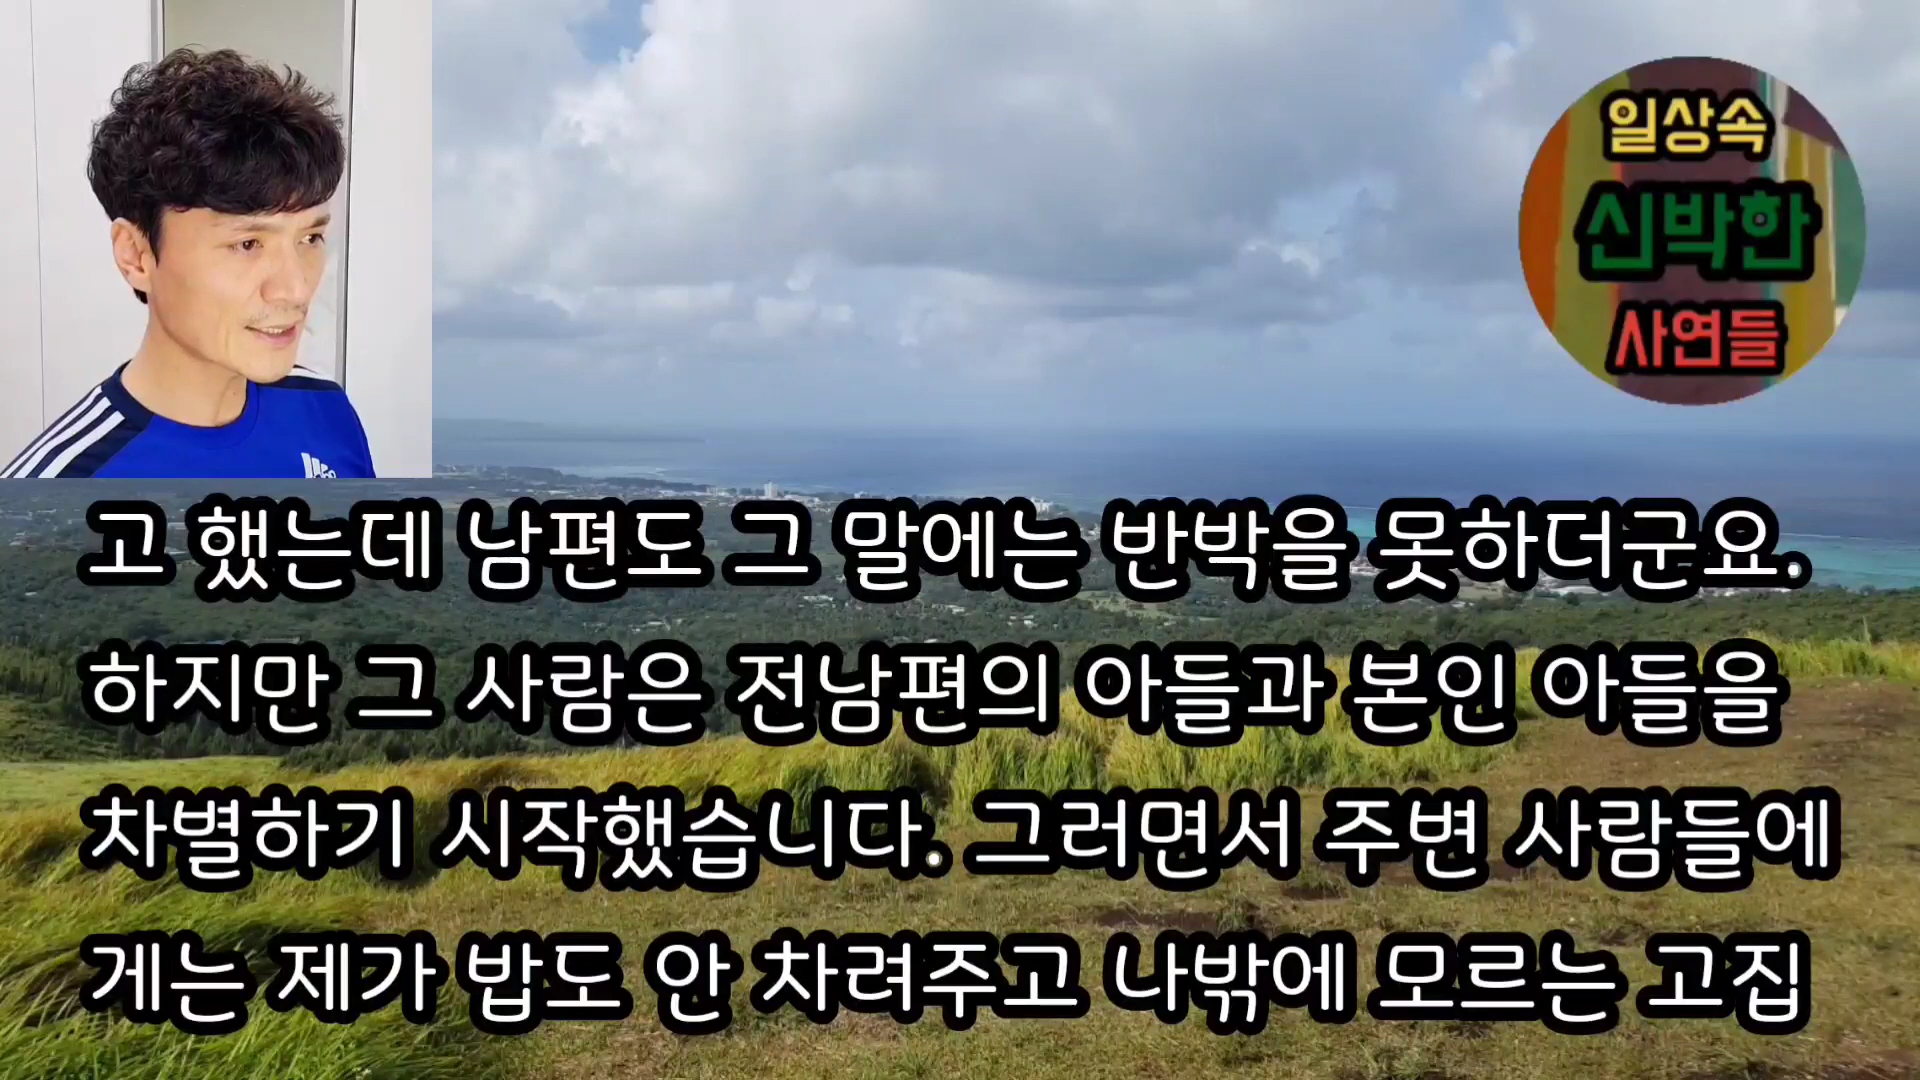 일상속
신박한
사연들
고 했는데 남편도 그 말에는 반박을 못하더군요.
하지만 그 사람은 전남편의 아들과 본인 아들을
차별하기 시작했습니다. 그러면서 주변 사람들에
게는 제가 밥도 안 차려주고 나밖에 모르는 고집